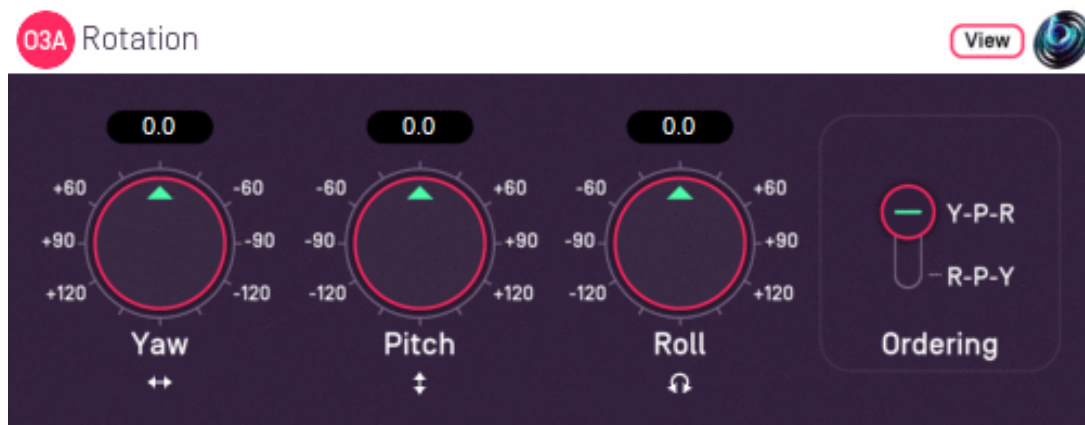 O3A Rotation View
0.0 0.0 0.0
+60 -60 -60 +60 -60 +60
Y-P-R
+90 -90 -90 +90 -90 +90
R-P-Y
+120 -120 -120 +120 -120 +120
Yaw Pitch Roll Ordering